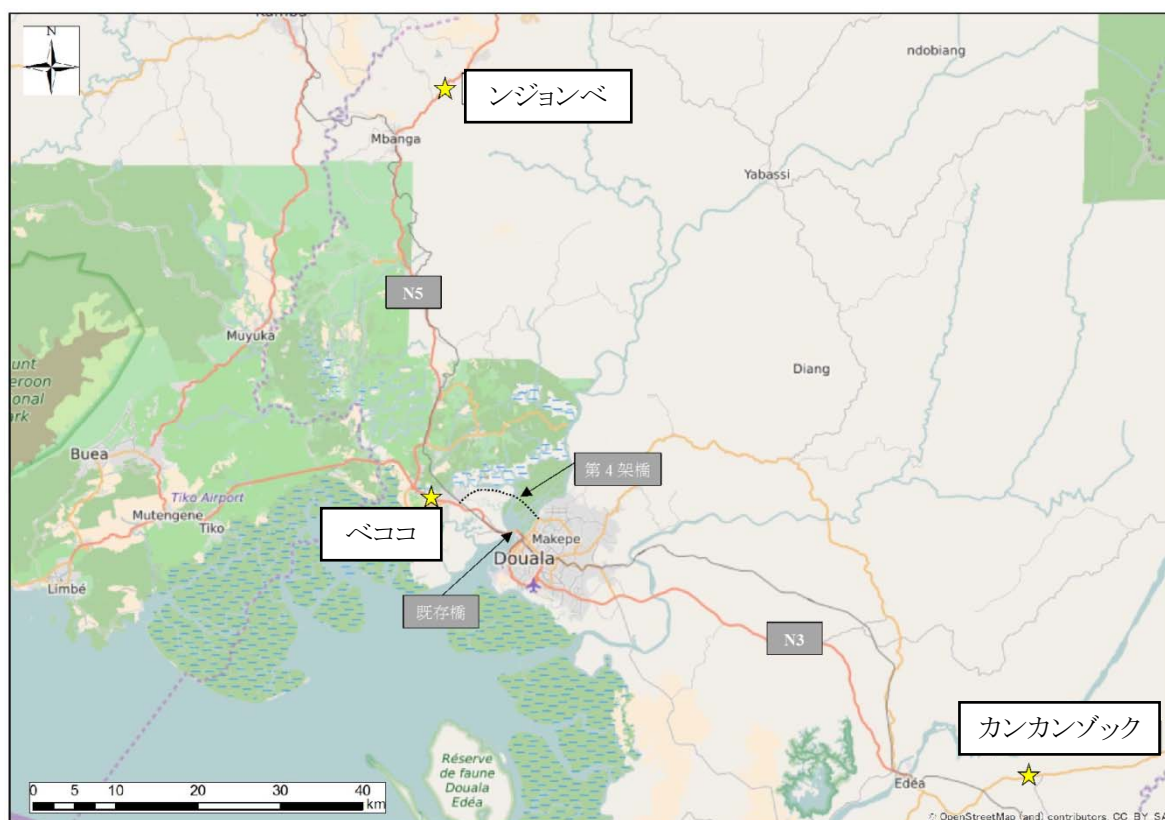 Kumba
N
ンジョンベ
ndobiang
Mbanga
Yabassi
N5
Muyuka
Diang
ount
eroon
onal
ark
Buea
第4架橋
Tiko Airport
Mutengene
Tiko
ベココ
Makepe
Douala
Limbé
既存橋
N3
カンカンゾック
Réserve
de faune
Douala
Edéa
Edéa
0 5 10 20 30 40
km
© OpenStreetMap (and) contributors, CC BY SA